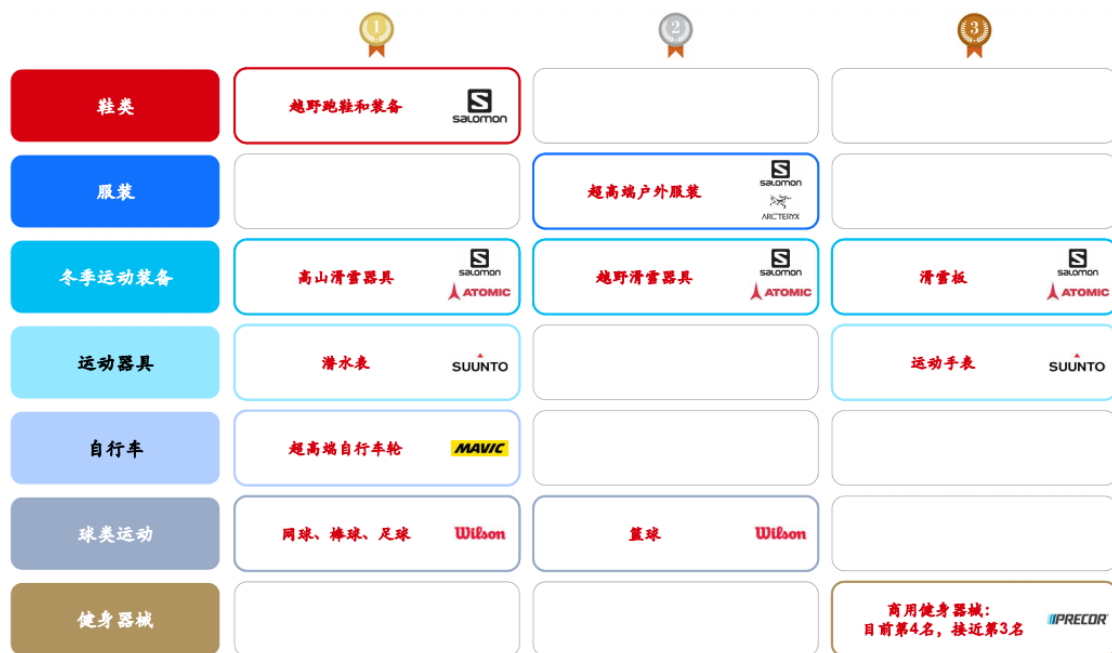 1
2
3
鞋类
越野跑鞋和装备
S
salomon
服装
超高端户外服装
S
salomon
ARC'TERYX
冬季运动装备
高山滑雪器具
S
salomon
ATOMIC
越野滑雪器具
S
salomon
ATOMIC
滑雪板
S
salomon
ATOMIC
运动器具
潜水表
SUUNTO
运动手表
SUUNTO
自行车
超高端自行车轮
MAVIC
球类运动
网球、棒球、足球
Wilson
篮球
Wilson
健身器械
商用健身器械:
目前第4名，接近第3名
PRECOR